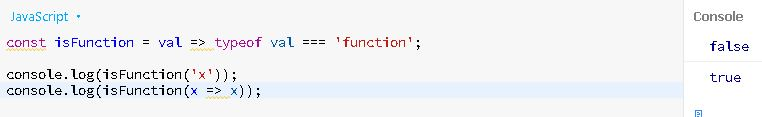 JavaScript
const isFunction = val => typeof val === 'function';
console.log(isFunction('x'));
console.log(isFunction(x => x));
Console
false
true